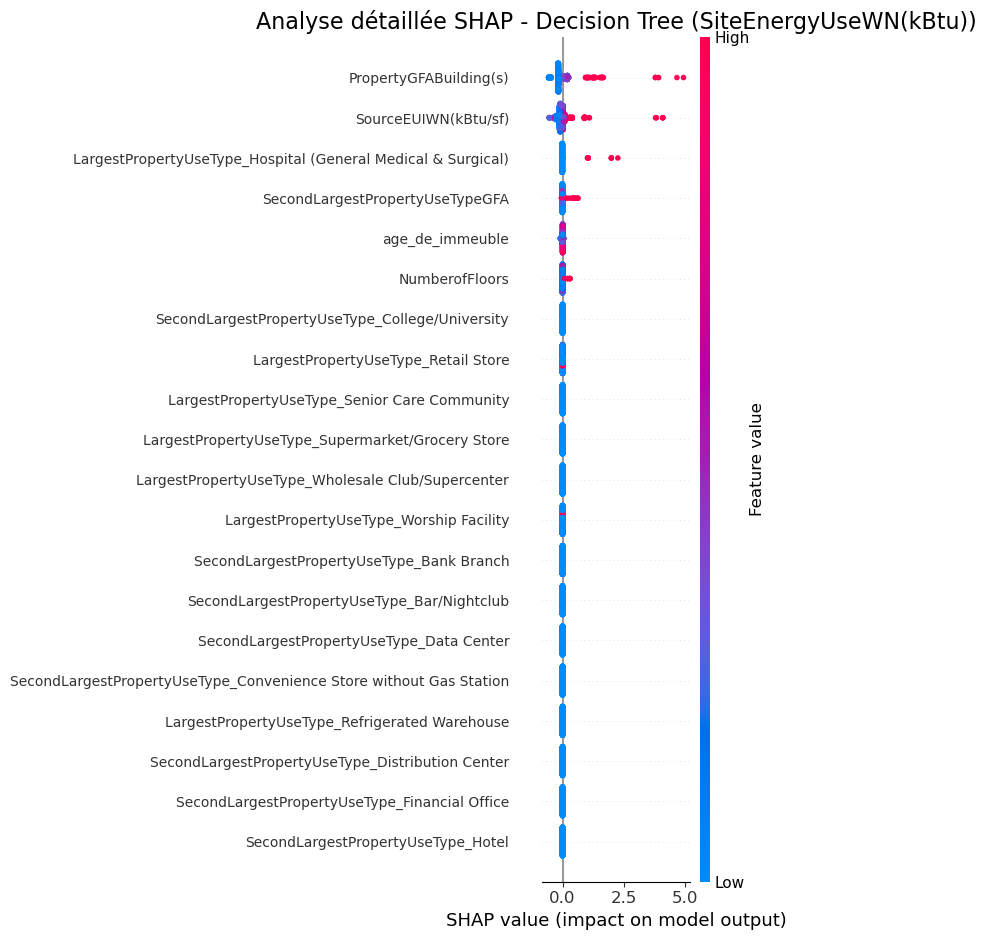 Analyse détaillée SHAP - Decision Tree (SiteEnergyUseWN(kBtu))
High
PropertyGFABuilding(s)
SourceEUIWN(kBtu/sf)
LargestPropertyUseType_Hospital (General Medical & Surgical)
SecondLargestPropertyUseTypeGFA
age_de_immeuble
NumberofFloors
SecondLargestPropertyUseType_College/University
LargestPropertyUseType_Retail Store
LargestPropertyUseType_Senior Care Community
LargestPropertyUseType_Supermarket/Grocery Store
LargestPropertyUseType_Wholesale Club/Supercenter
LargestPropertyUseType_Worship Facility
SecondLargestPropertyUseType_Bank Branch
SecondLargestPropertyUseType_Bar/Nightclub
SecondLargestPropertyUseType_Data Center
SecondLargestPropertyUseType_Convenience Store without Gas Station
LargestPropertyUseType_Refrigerated Warehouse
SecondLargestPropertyUseType_Distribution Center
SecondLargestPropertyUseType_Financial Office
SecondLargestPropertyUseType_Hotel
Feature value
Low
0.0 2.5 5.0
SHAP value (impact on model output)